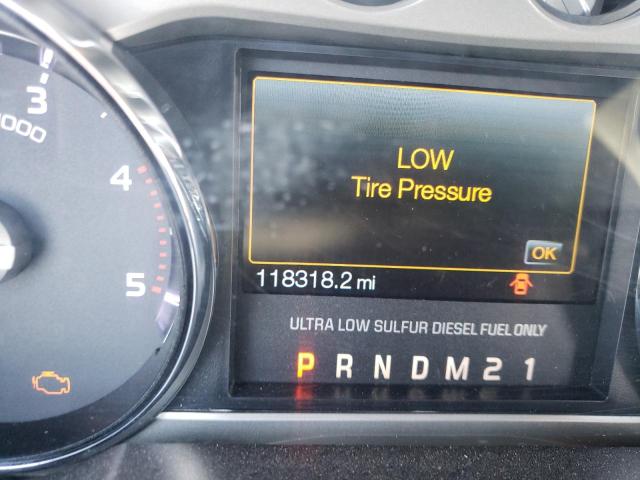 3
000
4
5
LOW
Tire Pressure
OK
118318.2 mi
ULTRA LOW SULFUR DIESEL FUEL ONLY
P R N D M 2 1